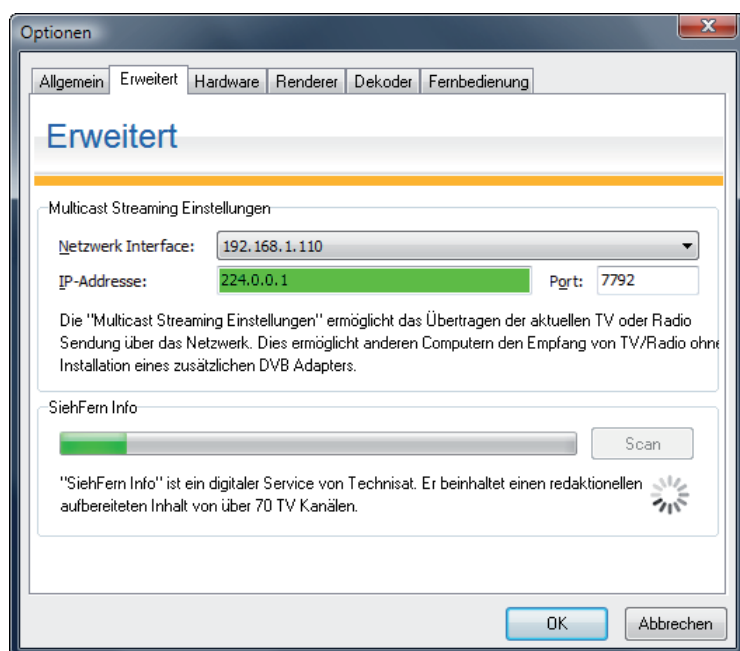 Optionen
Allgemein Erweitert Hardware Renderer Dekoder Fernbedienung
Erweitert
Multicast Streaming Einstellungen
Netzwerk Interface: 192.168.1.110
IP-Addresse: 224.0.0.1 Port: 7792
Die "Multicast Streaming Einstellungen" ermöglicht das Übertragen der aktuellen TV oder Radio
Sendung über das Netzwerk. Dies ermöglicht anderen Computern den Empfang von TV/Radio ohne
Installation eines zusätzlichen DVB Adapters.
SiehFern Info
Scan
"SiehFern Info" ist ein digitaler Service von Technisat. Er beinhaltet einen redaktionellen
aufbereiteten Inhalt von über 70 TV Kanälen.
OK Abbrechen